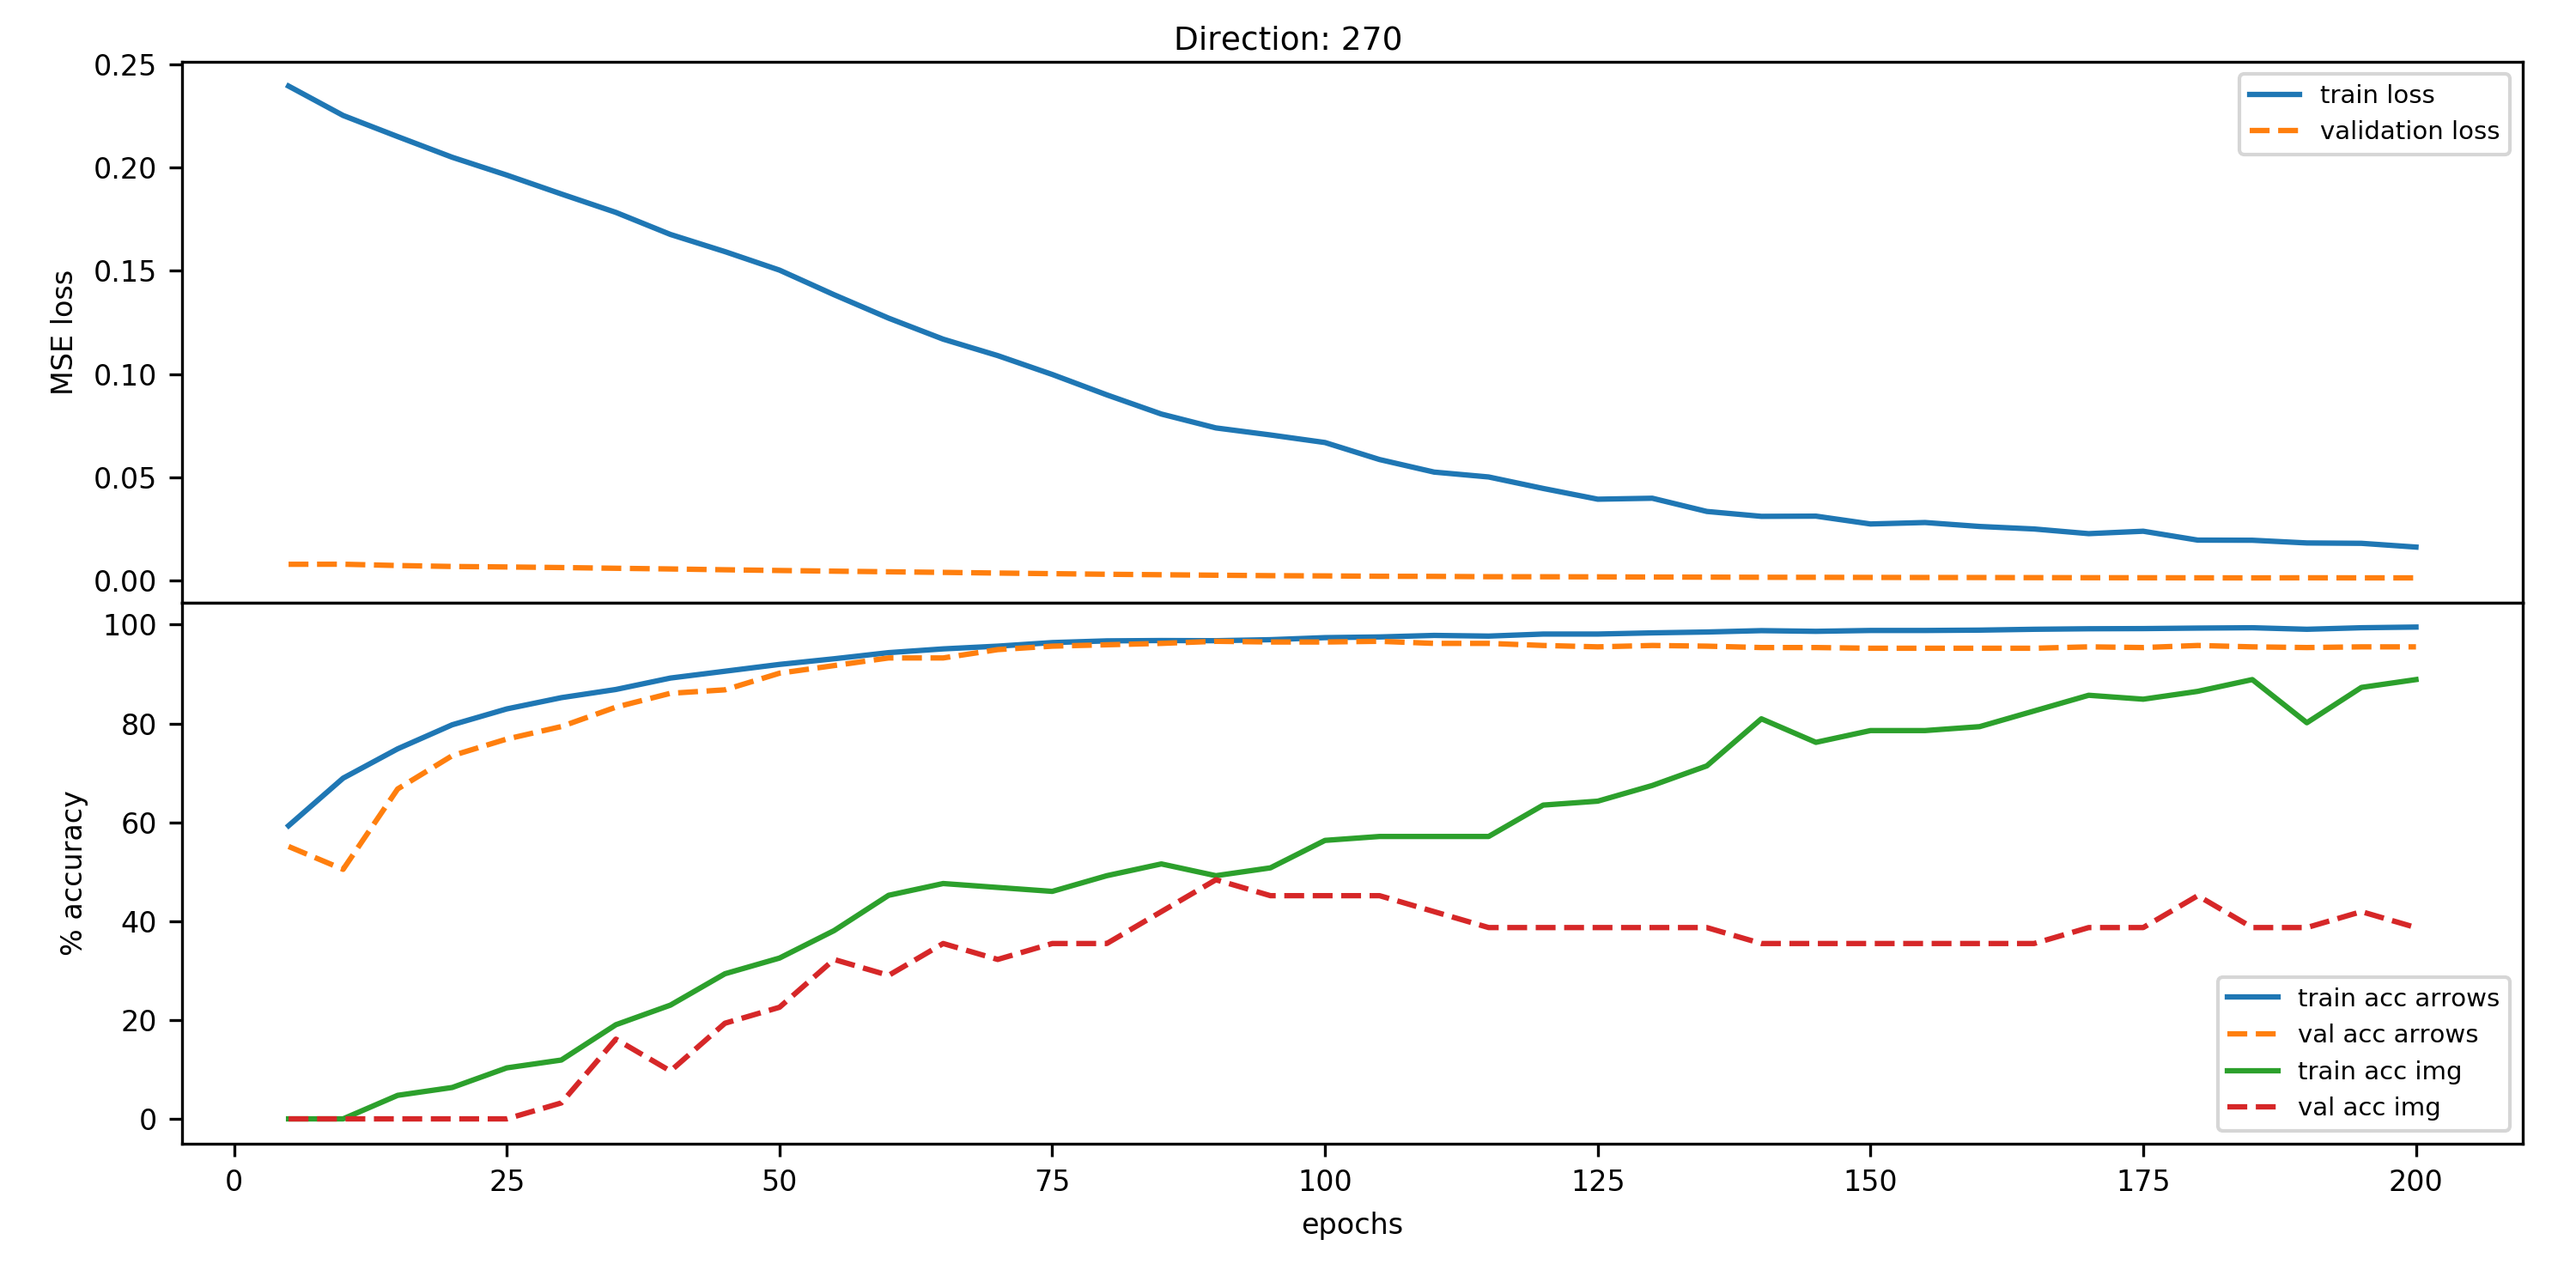 Direction: 270
0.25
0.20
0.15
0.10
0.05
0.00
MSE loss
train loss
validation loss
100
80
60
40
20
0
% accuracy
train acc arrows
val acc arrows
train acc img
val acc img
0 25 50 75 100 125 150 175 200
epochs